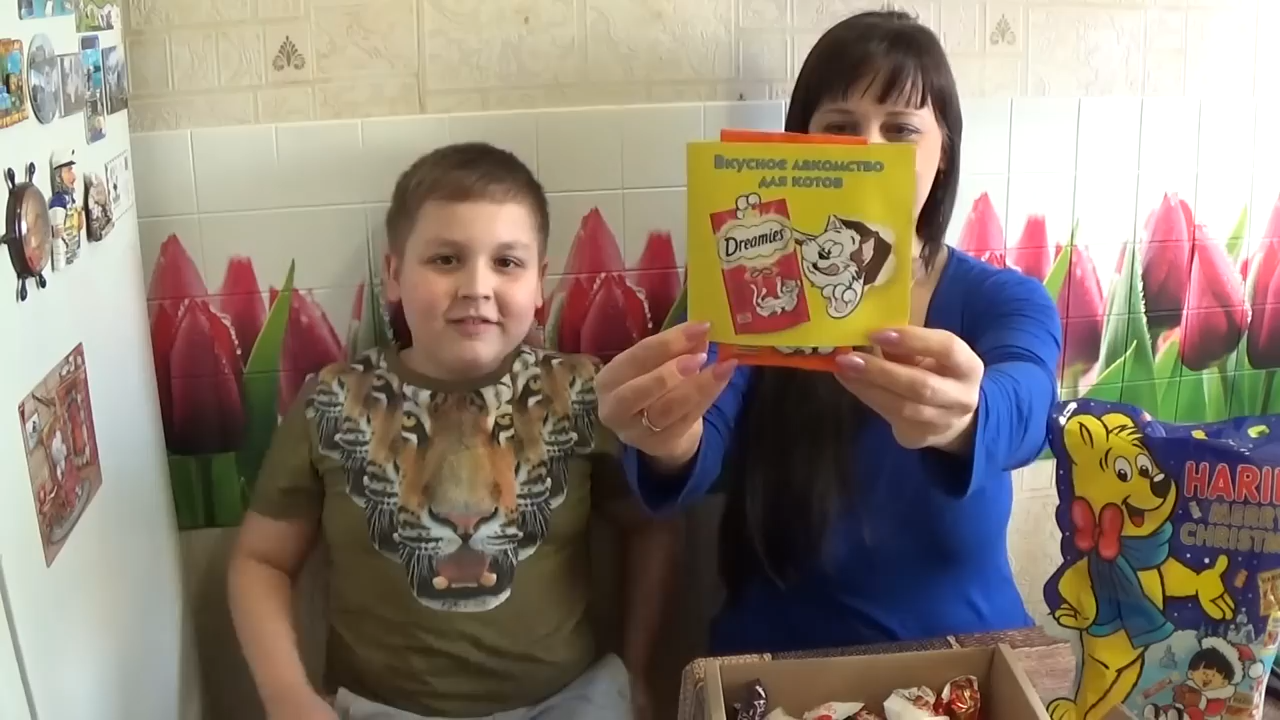 Вкусное лакомство
для котов
Dreamies
HARI
MERRY
CHRISTM